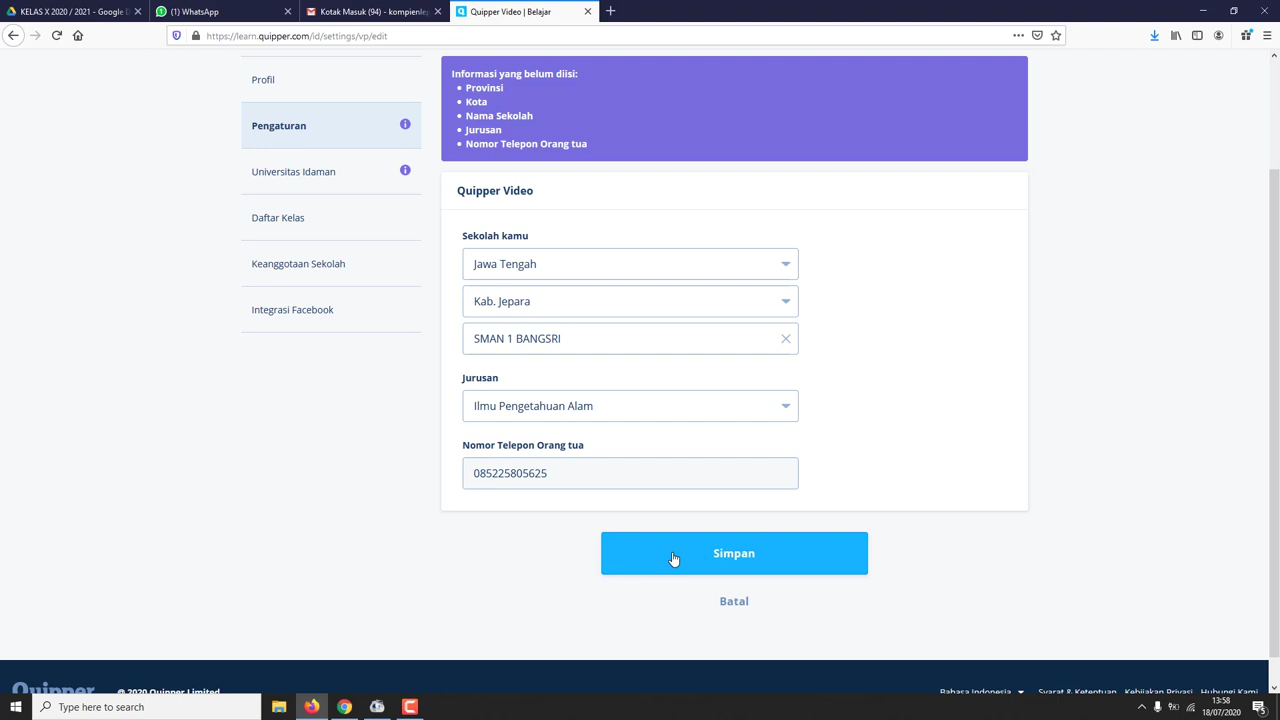 KELAS X 2020 / 2021 - Google D
(1) WhatsApp
Kotak Masuk (94) - kompienlep
Quipper Video | Belajar
https://learn.quipper.com/id/settings/vp/edit
Profil
Pengaturan
Universitas Idaman
Daftar Kelas
Keanggotaan Sekolah
Integrasi Facebook
Informasi yang belum diisi:
Provinsi
Kota
Nama Sekolah
Jurusan
Nomor Telepon Orang tua
Quipper Video
Sekolah kamu
Jawa Tengah
Kab. Jepara
SMAN 1 BANGSRI
Jurusan
Ilmu Pengetahuan Alam
Nomor Telepon Orang tua
085225805625
Simpan
Batal
Quipper
© 2020 Quipper Limited
Bahasa Indonesia
Syarat & Ketentuan
Kebijakan Privasi
Hubungi Kami
Type here to search
13:58
18/07/2020
5